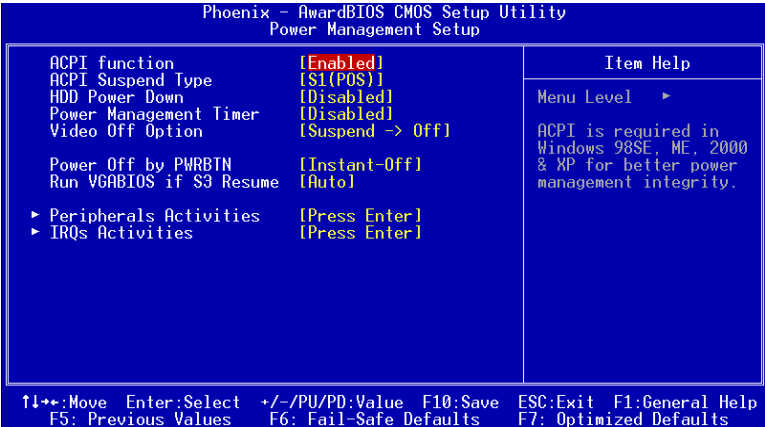 Phoenix - AwardBIOS CMOS Setup Utility
Power Management Setup
ACPI function [Enabled]
ACPI Suspend Type [S1(POS)]
HDD Power Down [Disabled]
Power Management Timer [Disabled]
Video Off Option [Suspend -> Off]
Power Off by PWRBTN [Instant-Off]
Run VGABIOS if S3 Resume [Auto]
► Peripherals Activities [Press Enter]
► IRQs Activities [Press Enter]
Item Help
Menu Level ►
ACPI is required in
Windows 98SE, ME, 2000
& XP for better power
management integrity.
↑↓→←:Move Enter:Select +/-/PU/PD:Value F10:Save ESC:Exit F1:General Help
F5: Previous Values F6: Fail-Safe Defaults F7: Optimized Defaults